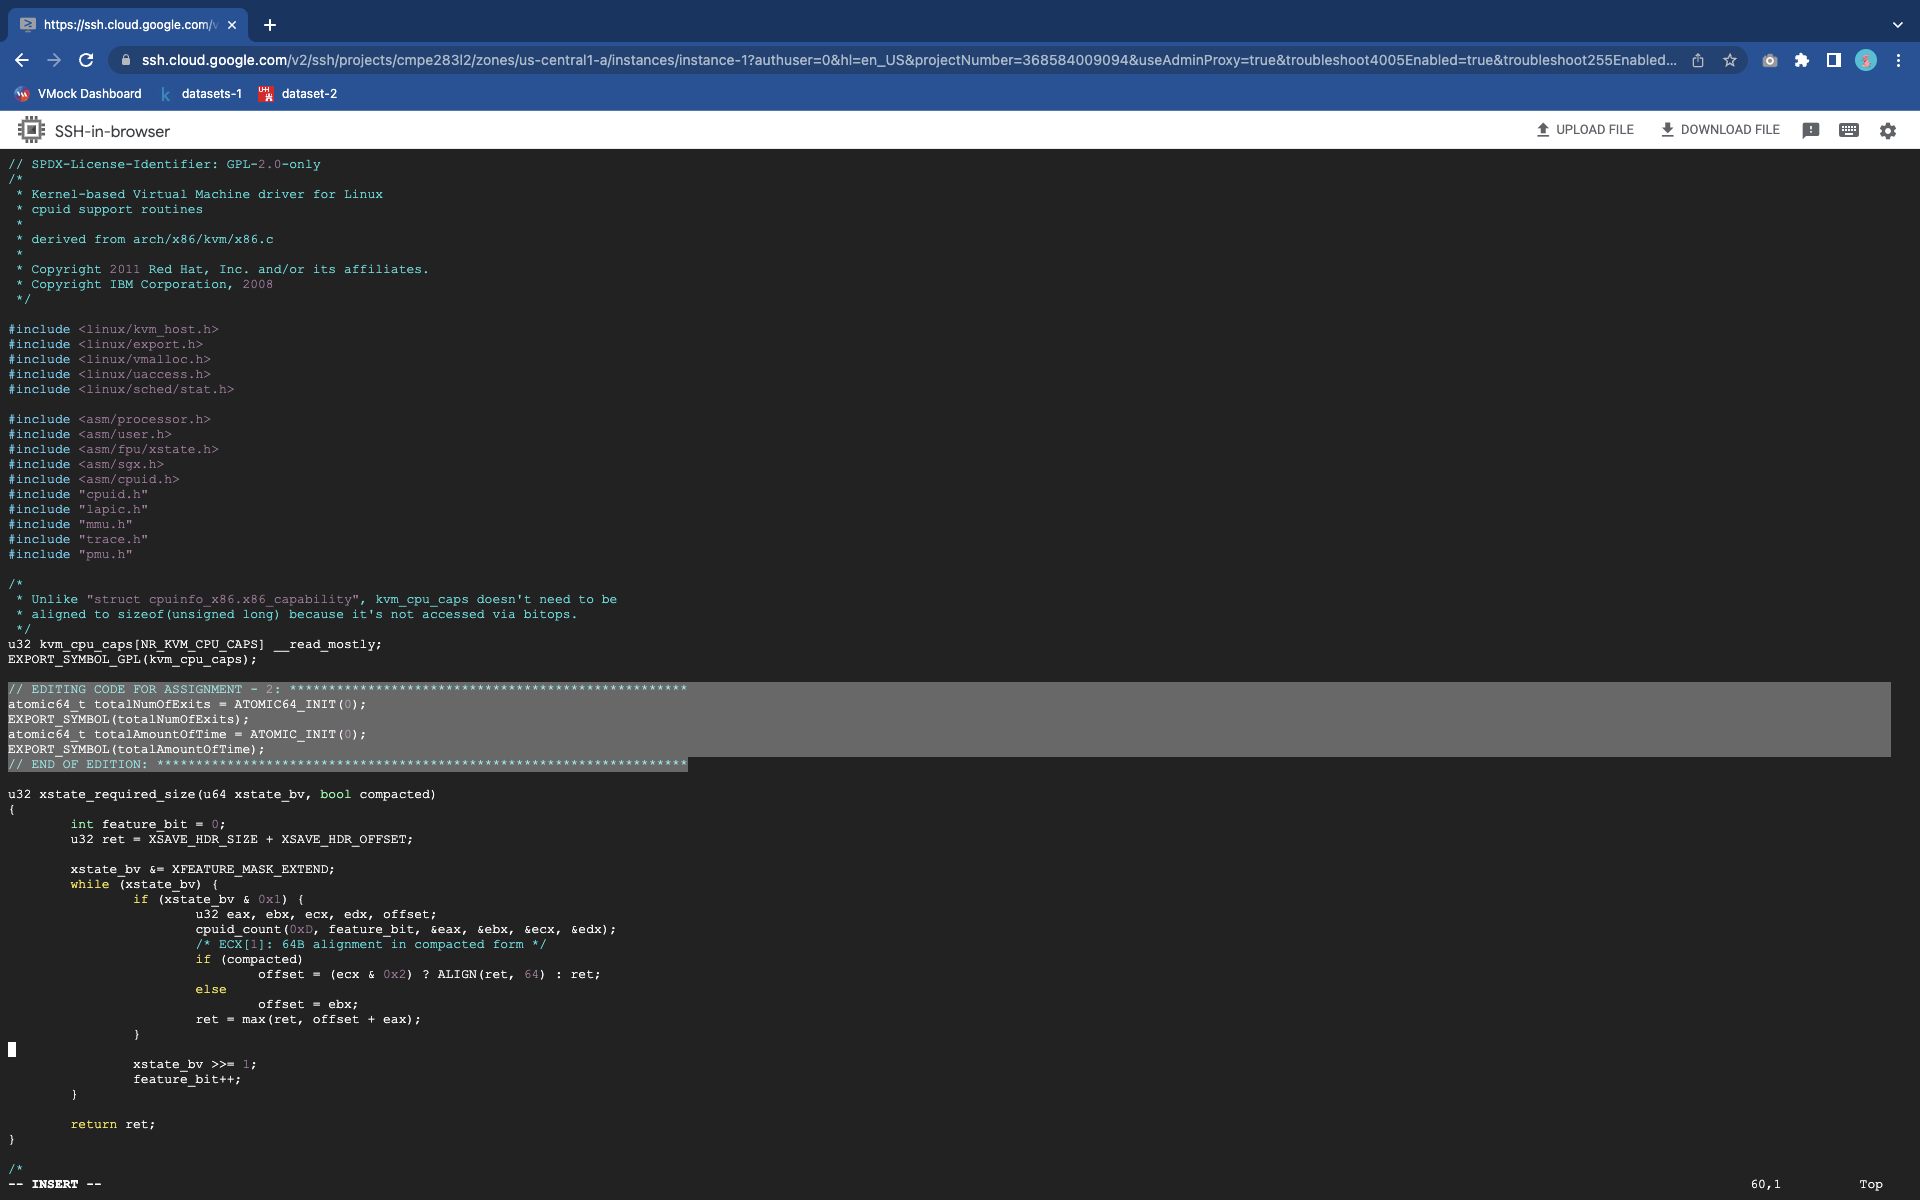 https://ssh.cloud.google.com/v
ssh.cloud.google.com/v2/ssh/projects/cmpe283l2/zones/us-central1-a/instances/instance-1?authuser=0&hl=en_US&projectNumber=368584009094&useAdminProxy=true&troubleshoot4005Enabled=true&troubleshoot255Enabled...
VMock Dashboard k datasets-1 UH dataset-2
SSH-in-browser UPLOAD FILE DOWNLOAD FILE
// SPDX-License-Identifier: GPL-2.0-only
/*
 * Kernel-based Virtual Machine driver for Linux
 * cpuid support routines
 *
 * derived from arch/x86/kvm/x86.c
 *
 * Copyright 2011 Red Hat, Inc. and/or its affiliates.
 * Copyright IBM Corporation, 2008
 */
#include <linux/kvm_host.h>
#include <linux/export.h>
#include <linux/vmalloc.h>
#include <linux/uaccess.h>
#include <linux/sched/stat.h>
#include <asm/processor.h>
#include <asm/user.h>
#include <asm/fpu/xstate.h>
#include <asm/sgx.h>
#include <asm/cpuid.h>
#include "cpuid.h"
#include "lapic.h"
#include "mmu.h"
#include "trace.h"
#include "pmu.h"
/*
 * Unlike "struct cpuinfo_x86.x86_capability", kvm_cpu_caps doesn't need to be
 * aligned to sizeof(unsigned long) because it's not accessed via bitops.
 */
u32 kvm_cpu_caps[NR_KVM_CPU_CAPS] __read_mostly;
EXPORT_SYMBOL_GPL(kvm_cpu_caps);
// EDITING CODE FOR ASSIGNMENT - 2: ***************************************************
atomic64_t totalNumOfExits = ATOMIC64_INIT(0);
EXPORT_SYMBOL(totalNumOfExits);
atomic64_t totalAmountOfTime = ATOMIC_INIT(0);
EXPORT_SYMBOL(totalAmountOfTime);
// END OF EDITION: ********************************************************************
u32 xstate_required_size(u64 xstate_bv, bool compacted)
{
        int feature_bit = 0;
        u32 ret = XSAVE_HDR_SIZE + XSAVE_HDR_OFFSET;
        xstate_bv &= XFEATURE_MASK_EXTEND;
        while (xstate_bv) {
                if (xstate_bv & 0x1) {
                        u32 eax, ebx, ecx, edx, offset;
                        cpuid_count(0xD, feature_bit, &eax, &ebx, &ecx, &edx);
                        /* ECX[1]: 64B alignment in compacted form */
                        if (compacted)
                                offset = (ecx & 0x2) ? ALIGN(ret, 64) : ret;
                        else
                                offset = ebx;
                        ret = max(ret, offset + eax);
                }
                xstate_bv >>= 1;
                feature_bit++;
        }
        return ret;
}
/*
-- INSERT -- 60,1 Top